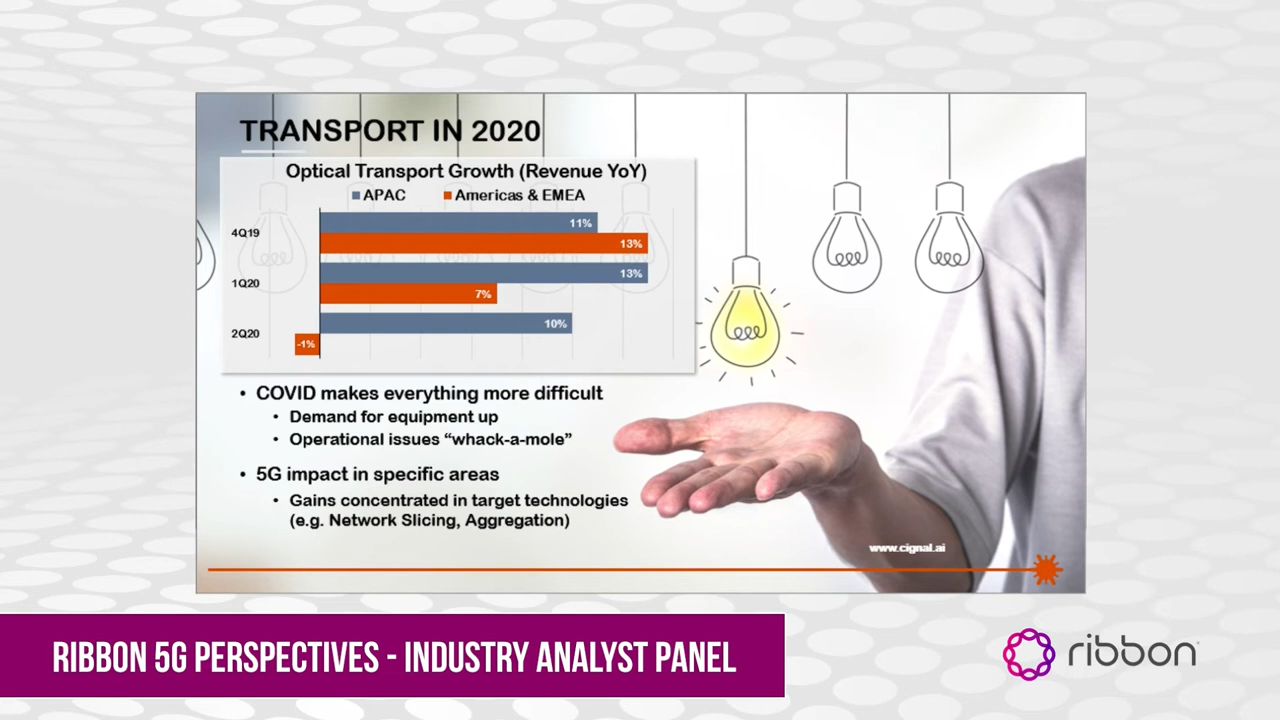 TRANSPORT IN 2020
Optical Transport Growth (Revenue YoY)
APAC Americas & EMEA
4Q19 11%
13%
1Q20 13%
7%
2Q20 10%
-1%
• COVID makes everything more difficult
• Demand for equipment up
• Operational issues “whack-a-mole”
• 5G impact in specific areas
• Gains concentrated in target technologies
(e.g. Network Slicing, Aggregation)
www.cignal.ai
RIBBON 5G PERSPECTIVES - INDUSTRY ANALYST PANEL
ribbon